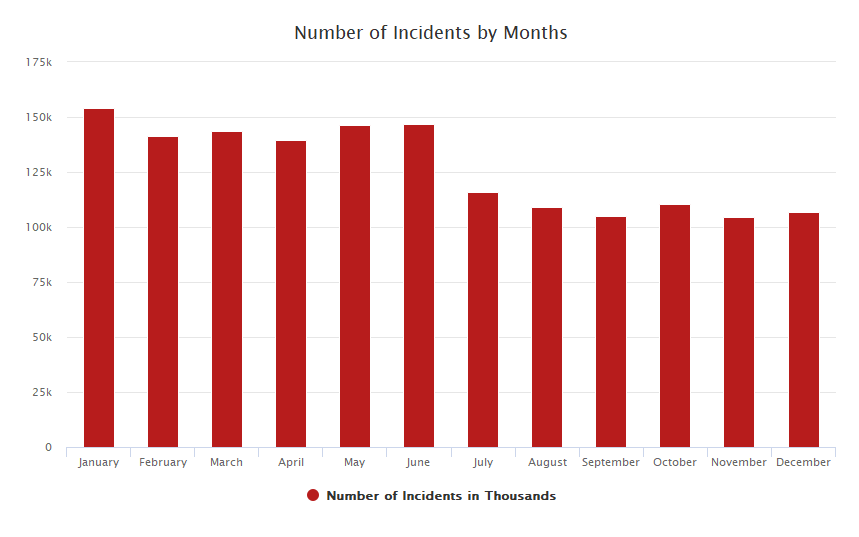 Number of Incidents by Months
175k
150k
125k
100k
75k
50k
25k
0
January February March April May June July August September October November December
Number of Incidents in Thousands